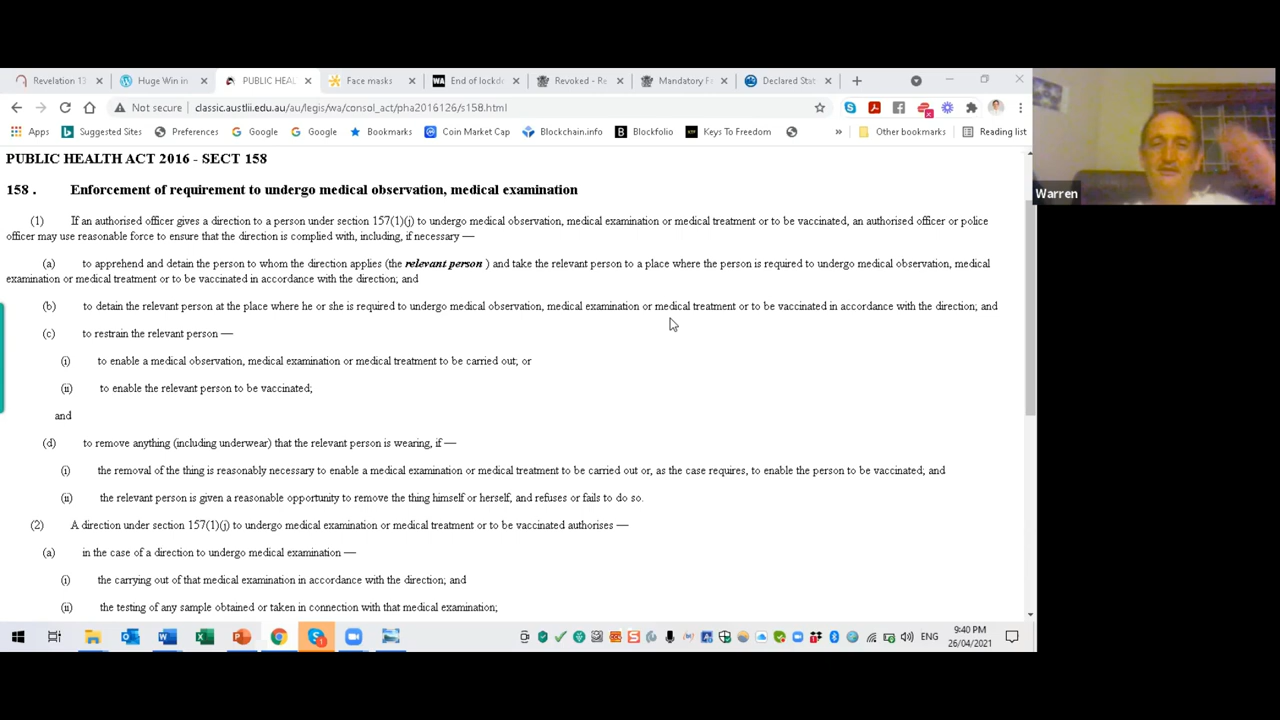 Revelation 13
Huge Win in
PUBLIC HEAL
Face masks
End of lockdo
Revoked - Re
Mandatory F
Declared Stat
Not secure
classic.austlii.edu.au/au/legis/wa/consol_act/pha2016126/s158.html
Apps
Suggested Sites
Preferences
Google
Google
Bookmarks
Coin Market Cap
Blockchain.info
Blockfolio
Keys To Freedom
»
Other bookmarks
Reading list
Warren
PUBLIC HEALTH ACT 2016 - SECT 158
158 . Enforcement of requirement to undergo medical observation, medical examination
(1) If an authorised officer gives a direction to a person under section 157(1)(j) to undergo medical observation, medical examination or medical treatment or to be vaccinated, an authorised officer or police
officer may use reasonable force to ensure that the direction is complied with, including, if necessary —
(a) to apprehend and detain the person to whom the direction applies (the relevant person ) and take the relevant person to a place where the person is required to undergo medical observation, medical
examination or medical treatment or to be vaccinated in accordance with the direction; and
(b) to detain the relevant person at the place where he or she is required to undergo medical observation, medical examination or medical treatment or to be vaccinated in accordance with the direction; and
(c) to restrain the relevant person —
(i) to enable a medical observation, medical examination or medical treatment to be carried out; or
(ii) to enable the relevant person to be vaccinated;
and
(d) to remove anything (including underwear) that the relevant person is wearing, if —
(i) the removal of the thing is reasonably necessary to enable a medical examination or medical treatment to be carried out or, as the case requires, to enable the person to be vaccinated; and
(ii) the relevant person is given a reasonable opportunity to remove the thing himself or herself, and refuses or fails to do so.
(2) A direction under section 157(1)(j) to undergo medical examination or medical treatment or to be vaccinated authorises —
(a) in the case of a direction to undergo medical examination —
(i) the carrying out of that medical examination in accordance with the direction; and
(ii) the testing of any sample obtained or taken in connection with that medical examination;
ENG
9:40 PM
26/04/2021